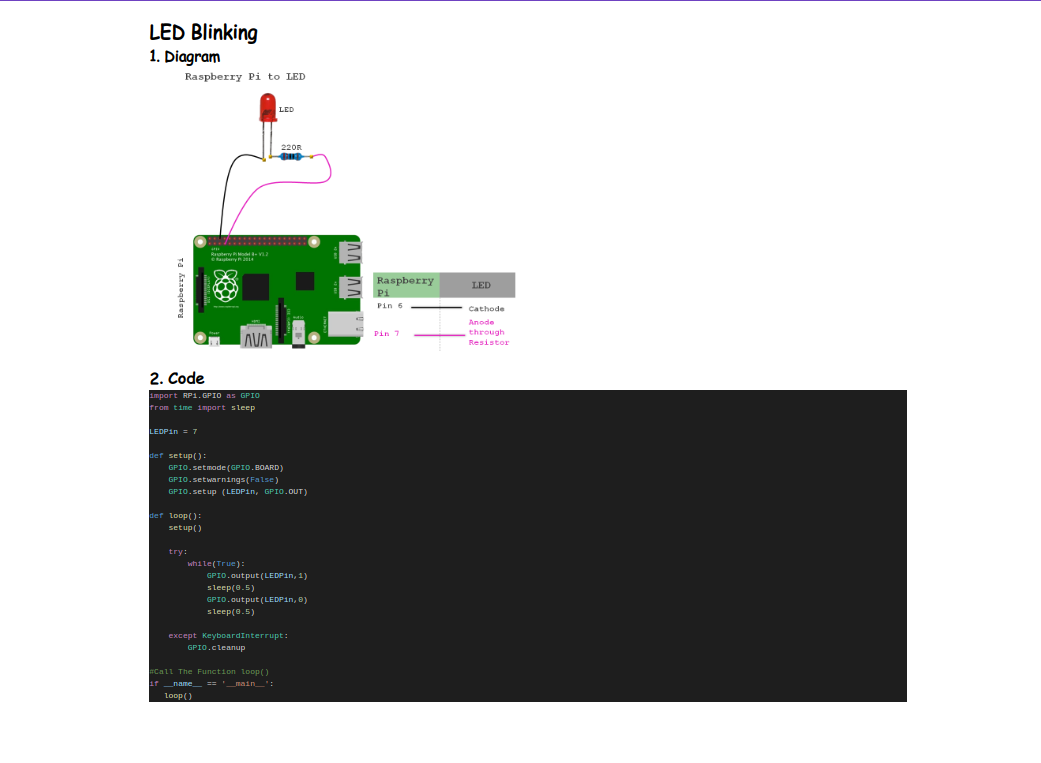 LED Blinking
1. Diagram
Raspberry Pi to LED
LED
220R
Raspberry Pi Model B+ V1.2
© Raspberry Pi 2014
Raspberry Pi
Raspberry
Pi
LED
Pin 6
Cathode
Anode
through
Resistor
Pin 7
2. Code
import RPi.GPIO as GPIO
from time import sleep
LEDPin = 7
def setup():
    GPIO.setmode(GPIO.BOARD)
    GPIO.setwarnings(False)
    GPIO.setup (LEDPin, GPIO.OUT)
def loop():
    setup()
    try:
        while(True):
            GPIO.output(LEDPin,1)
            sleep(0.5)
            GPIO.output(LEDPin,0)
            sleep(0.5)
    except KeyboardInterrupt:
        GPIO.cleanup
#Call The Function loop()
if __name__ == '__main__':
   loop()